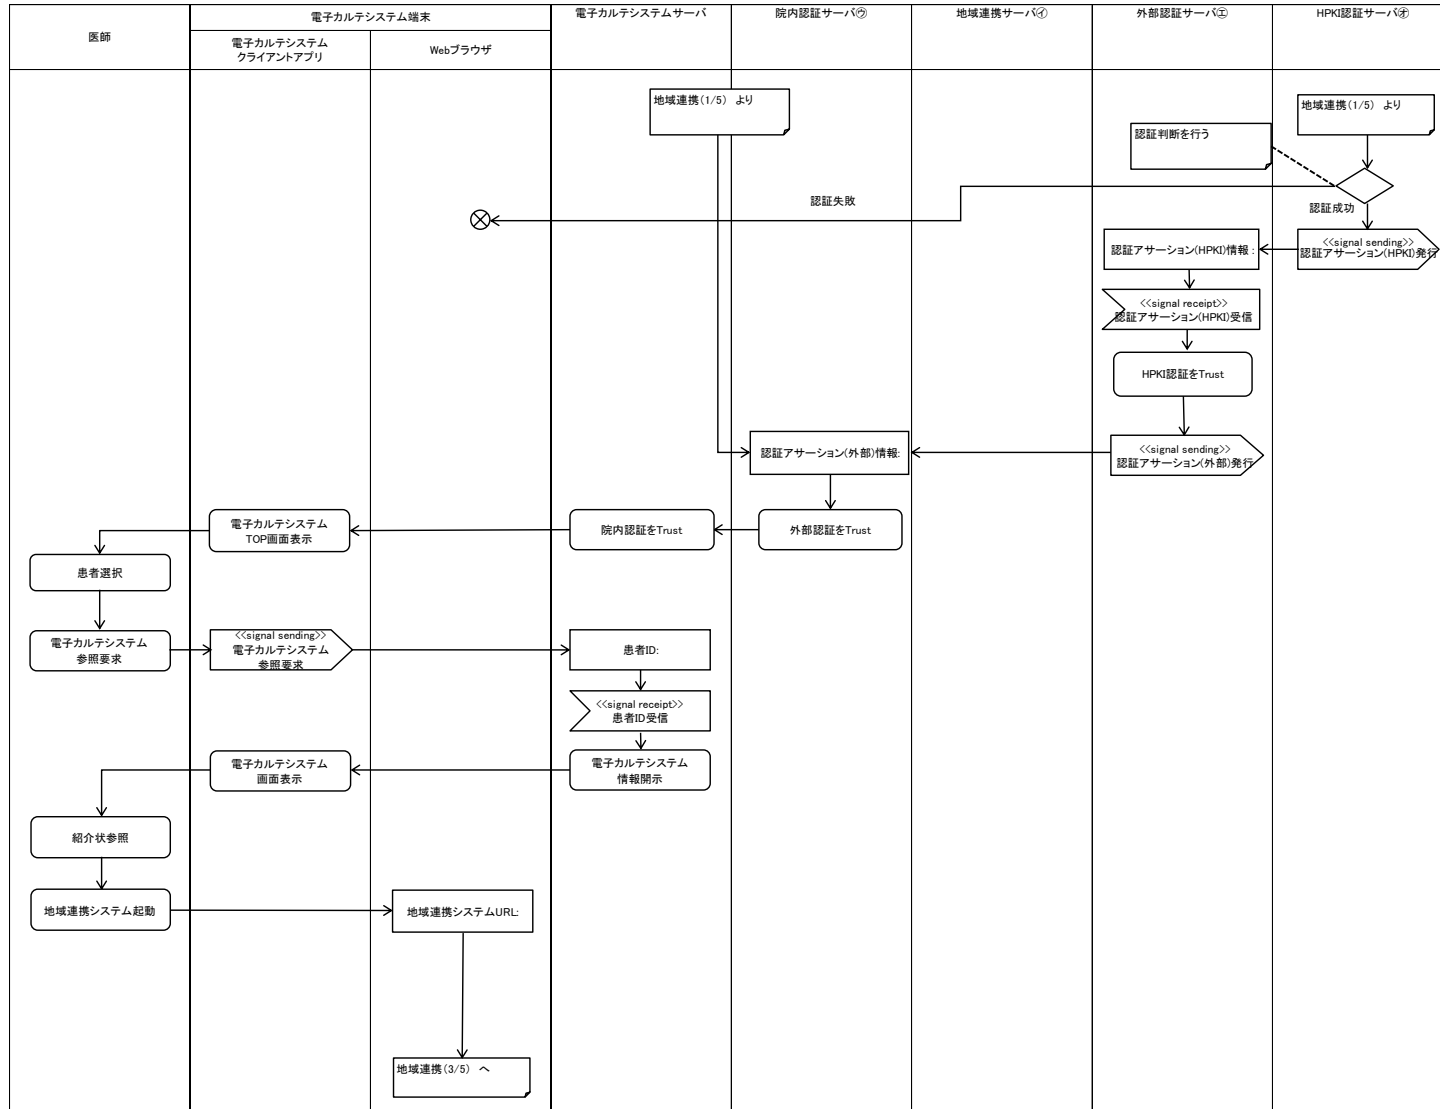 医師
電子カルテシステム端末
電子カルテシステム
クライアントアプリ
Webブラウザ
電子カルテシステムサーバ
院内認証サーバ㋒
地域連携サーバ㋑
外部認証サーバ㋓
HPKI認証サーバ㋔
地域連携(1/5) より
地域連携(1/5) より
認証判断を行う
認証失敗
認証成功
<<signal sending>>
認証アサーション(HPKI)発行
認証アサーション(HPKI)情報:
<<signal receipt>>
認証アサーション(HPKI)受信
HPKI認証をTrust
<<signal sending>>
認証アサーション(外部)発行
認証アサーション(外部)情報:
外部認証をTrust
院内認証をTrust
電子カルテシステム
TOP画面表示
患者選択
電子カルテシステム
参照要求
<<signal sending>>
電子カルテシステム
参照要求
患者ID:
<<signal receipt>>
患者ID受信
電子カルテシステム
情報開示
電子カルテシステム
画面表示
紹介状参照
地域連携システム起動
地域連携システムURL:
地域連携(3/5) へ